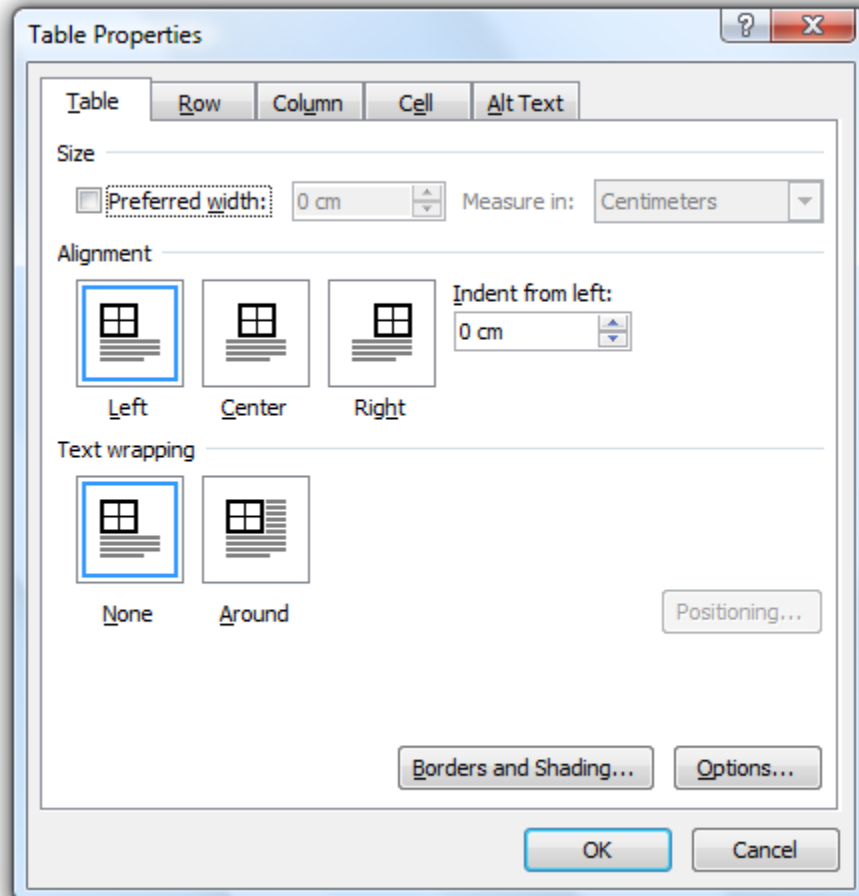 Table Properties
Table Row Column Cell Alt Text
Size
Preferred width: 0 cm Measure in: Centimeters
Alignment
Indent from left:
0 cm
Left Center Right
Text wrapping
None Around
Positioning...
Borders and Shading... Options...
OK Cancel